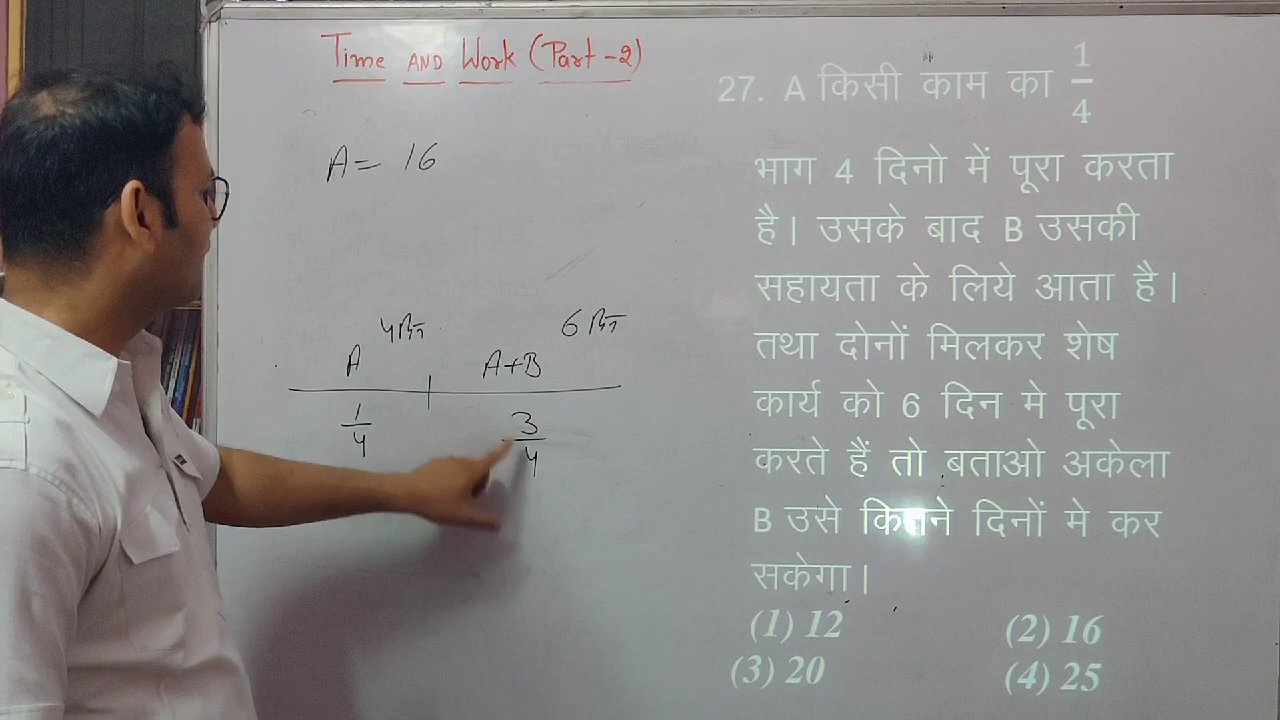 Time AND Work (Part-2)
A = 16
4 दिन
6 दिन
A
A+B
1
4
3
4
27. A किसी काम का 1/4
भाग 4 दिनो में पूरा करता
है। उसके बाद B उसकी
सहायता के लिये आता है।
तथा दोनों मिलकर शेष
कार्य को 6 दिन मे पूरा
करते हैं तो बताओ अकेला
B उसे कितने दिनों मे कर
सकेगा।
(1) 12 (2) 16
(3) 20 (4) 25